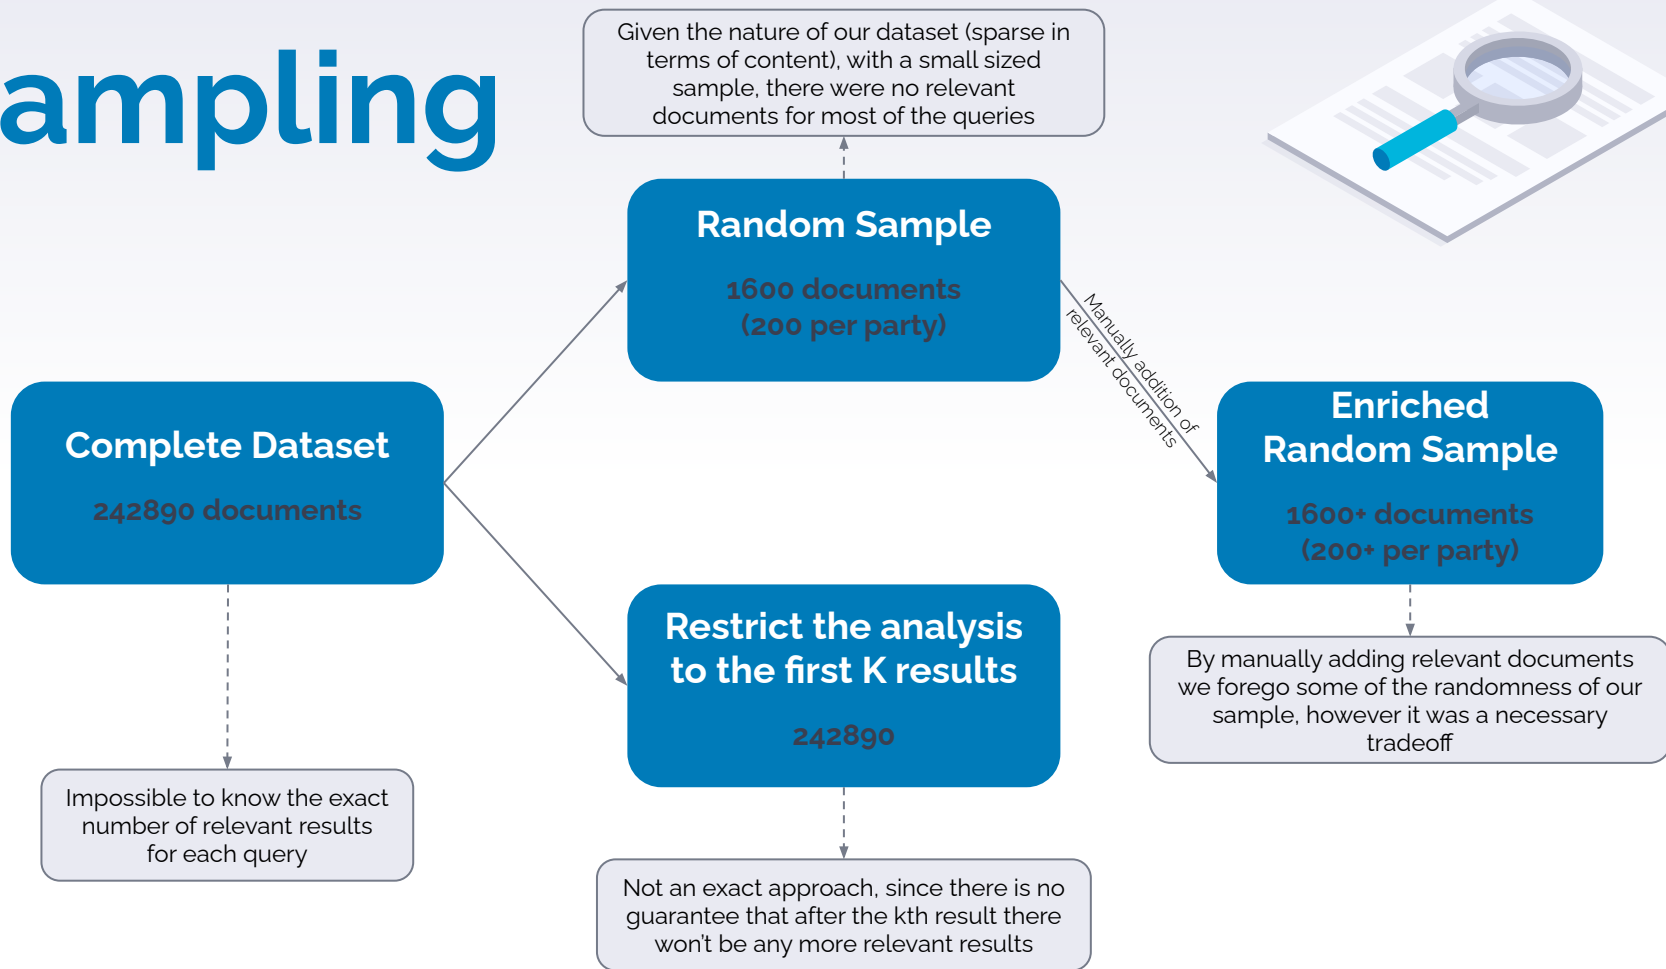 ampling
Given the nature of our dataset (sparse in
terms of content), with a small sized
sample, there were no relevant
documents for most of the queries
Random Sample
1600 documents
(200 per party)
Manually addition of
relevant documents
Complete Dataset
242890 documents
Enriched
Random Sample
1600+ documents
(200+ per party)
Restrict the analysis
to the first K results
242890
By manually adding relevant documents
we forego some of the randomness of our
sample, however it was a necessary
tradeoff
Impossible to know the exact
number of relevant results
for each query
Not an exact approach, since there is no
guarantee that after the kth result there
won't be any more relevant results